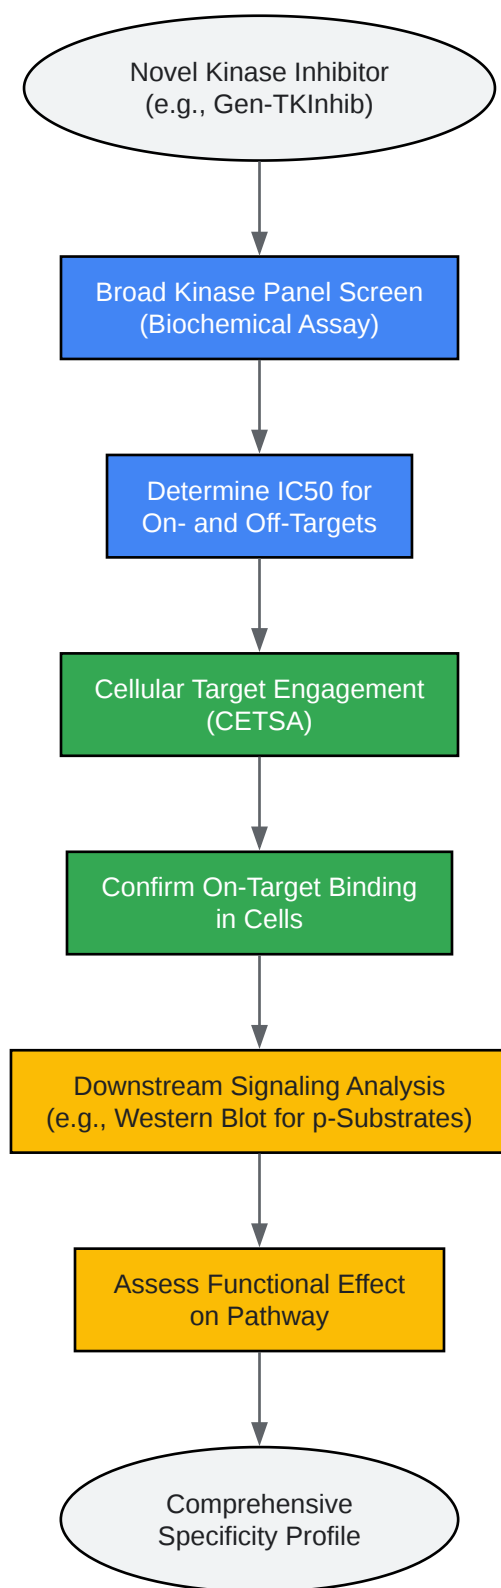 Novel Kinase Inhibitor
(e.g., Gen-TKInhib)
Broad Kinase Panel Screen
(Biochemical Assay)
Determine IC50 for
On- and Off-Targets
Cellular Target Engagement
(CETSA)
Confirm On-Target Binding
in Cells
Downstream Signaling Analysis
(e.g., Western Blot for p-Substrates)
Assess Functional Effect
on Pathway
Comprehensive
Specificity Profile